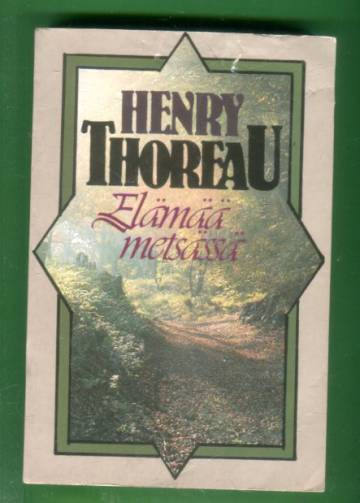 HENRY
THOREAU
Elämää
metsässä